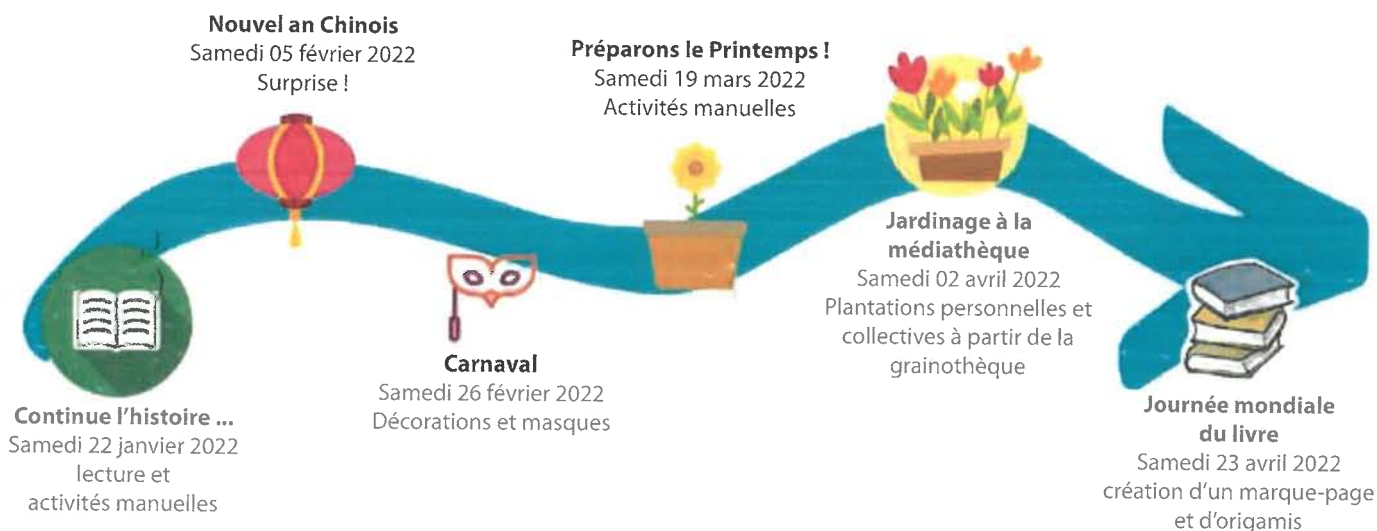 Nouvel an Chinois
Samedi 05 février 2022
Surprise !
Préparons le Printemps !
Samedi 19 mars 2022
Activités manuelles
Jardinage à la
médiathèque
Samedi 02 avril 2022
Plantations personnelles et
collectives à partir de la
grainothèque
Carnaval
Samedi 26 février 2022
Décorations et masques
Continue l'histoire ...
Samedi 22 janvier 2022
lecture et
activités manuelles
Journée mondiale
du livre
Samedi 23 avril 2022
création d'un marque-page
et d'origamis